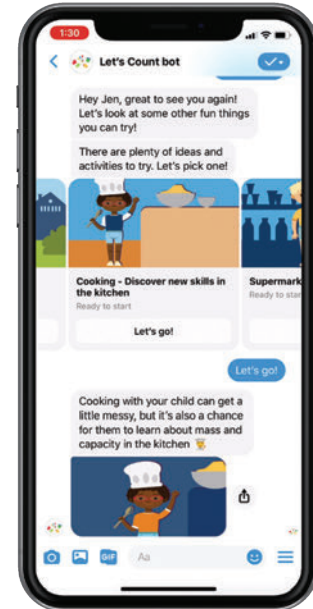 1:30
Let's Count bot
Hey Jen, great to see you again!
Let's look at some other fun things
you can try!
There are plenty of ideas and
activities to try. Let's pick one!
Cooking - Discover new skills in
the kitchen
Ready to start
Let's go!
Supermark
Ready to star
Let's go!
Cooking with your child can get a
little messy, but it's also a chance
for them to learn about mass and
capacity in the kitchen
GIF
Aa